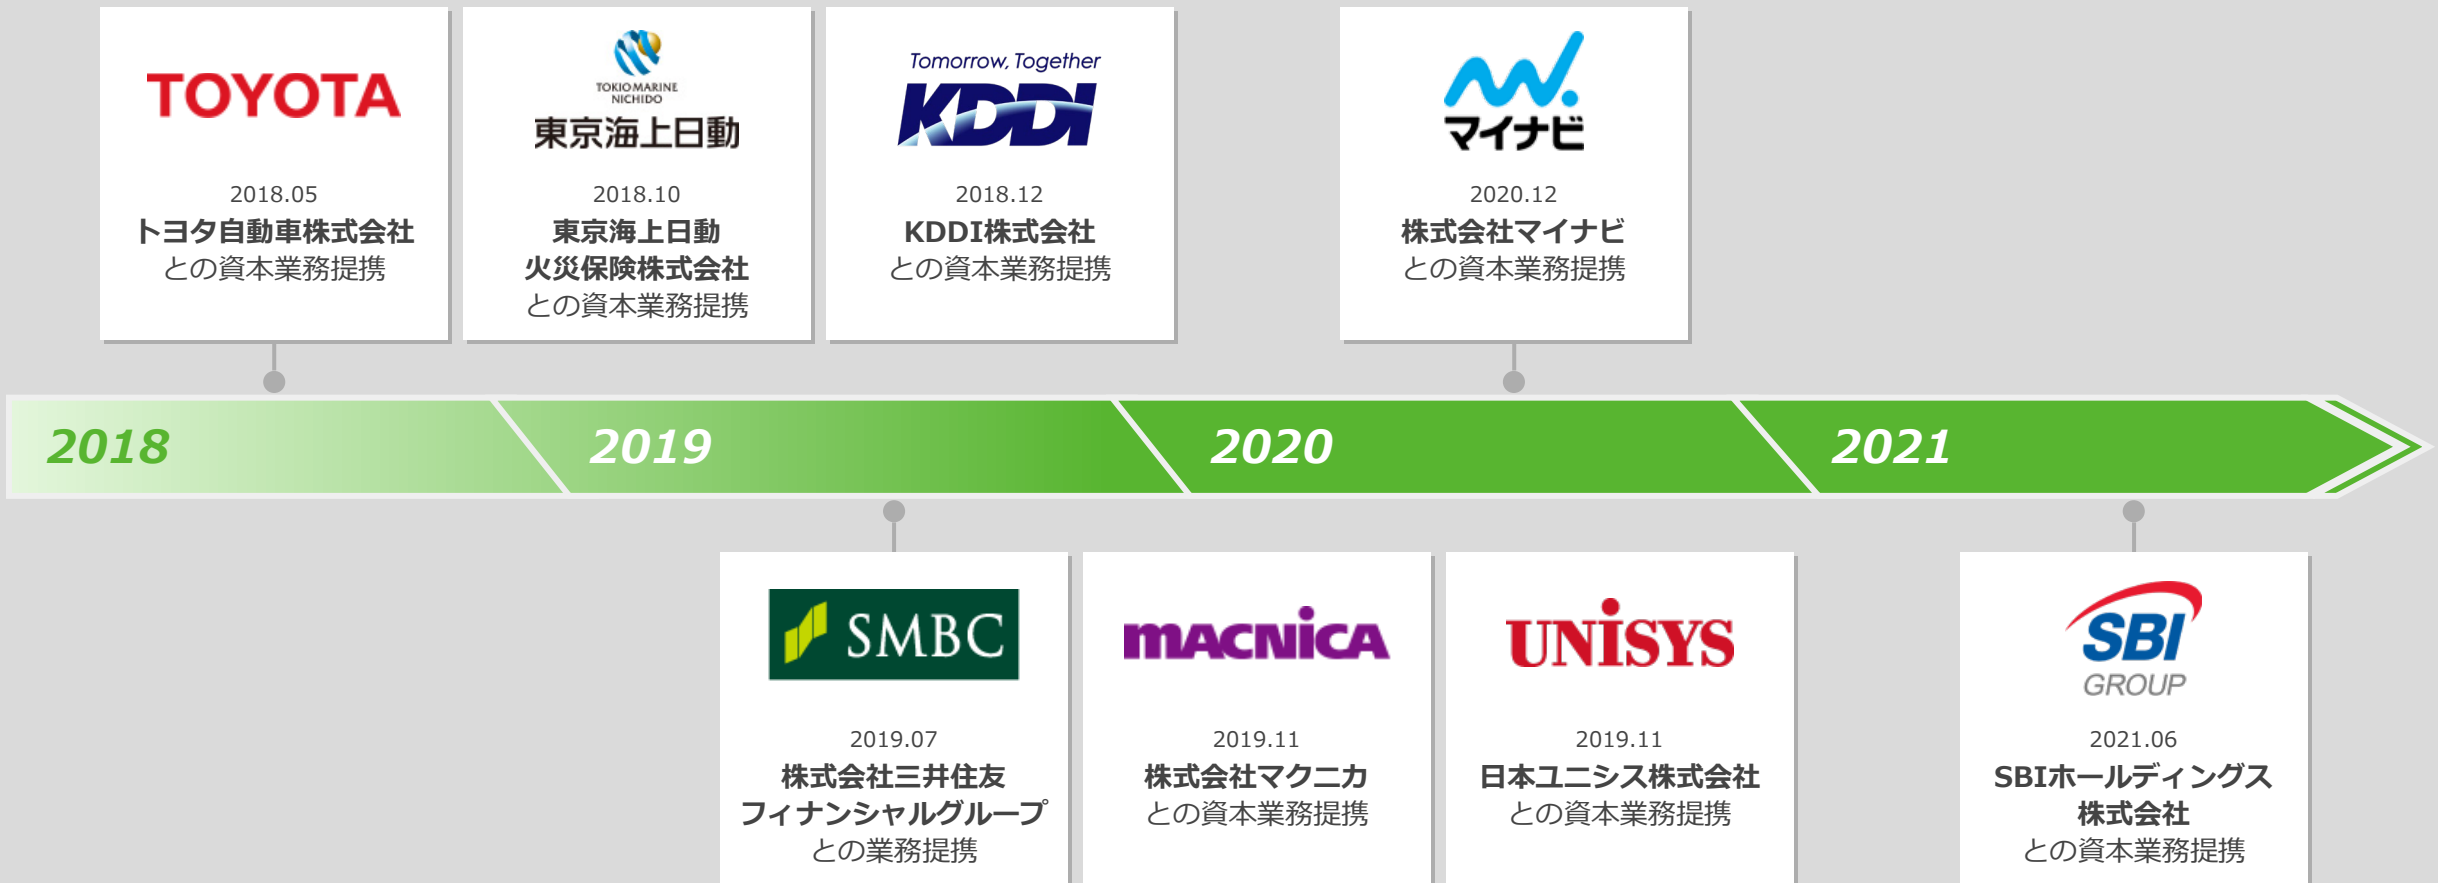 TOYOTA
2018.05
トヨタ自動車株式会社
との資本業務提携
TOKIO MARINE
NICHIDO
東京海上日動
2018.10
東京海上日動
火災保険株式会社
との資本業務提携
Tomorrow, Together
KDDI
2018.12
KDDI株式会社
との資本業務提携
マイナビ
2020.12
株式会社マイナビ
との資本業務提携
2018
2019
2020
2021
SMBC
2019.07
株式会社三井住友
フィナンシャルグループ
との業務提携
MACNiCA
2019.11
株式会社マクニカ
との資本業務提携
UNiSYS
2019.11
日本ユニシス株式会社
との資本業務提携
SBI
GROUP
2021.06
SBIホールディングス
株式会社
との資本業務提携